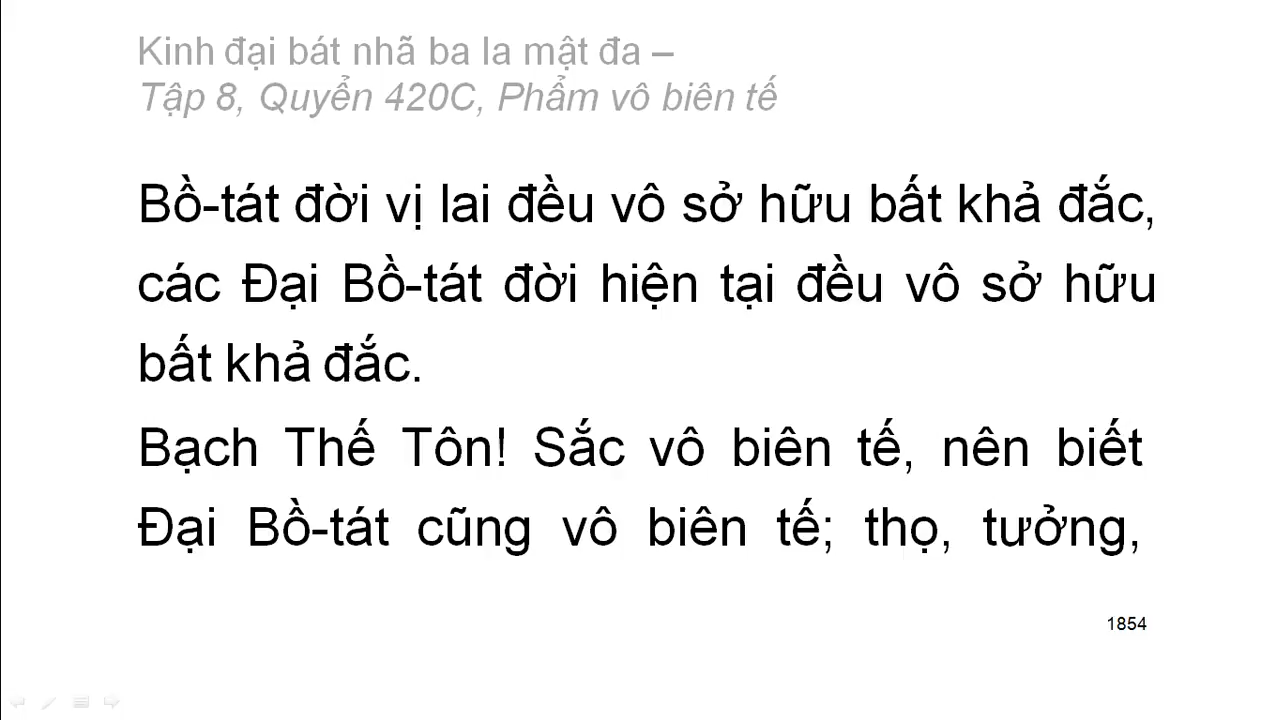 Kinh đại bát nhã ba la mật đa –
Tập 8, Quyển 420C, Phẩm vô biên tế
Bồ-tát đời vị lai đều vô sở hữu bất khả đắc,
các Đại Bồ-tát đời hiện tại đều vô sở hữu
bất khả đắc.
Bạch Thế Tôn! Sắc vô biên tế, nên biết
Đại Bồ-tát cũng vô biên tế; thọ, tưởng,
1854